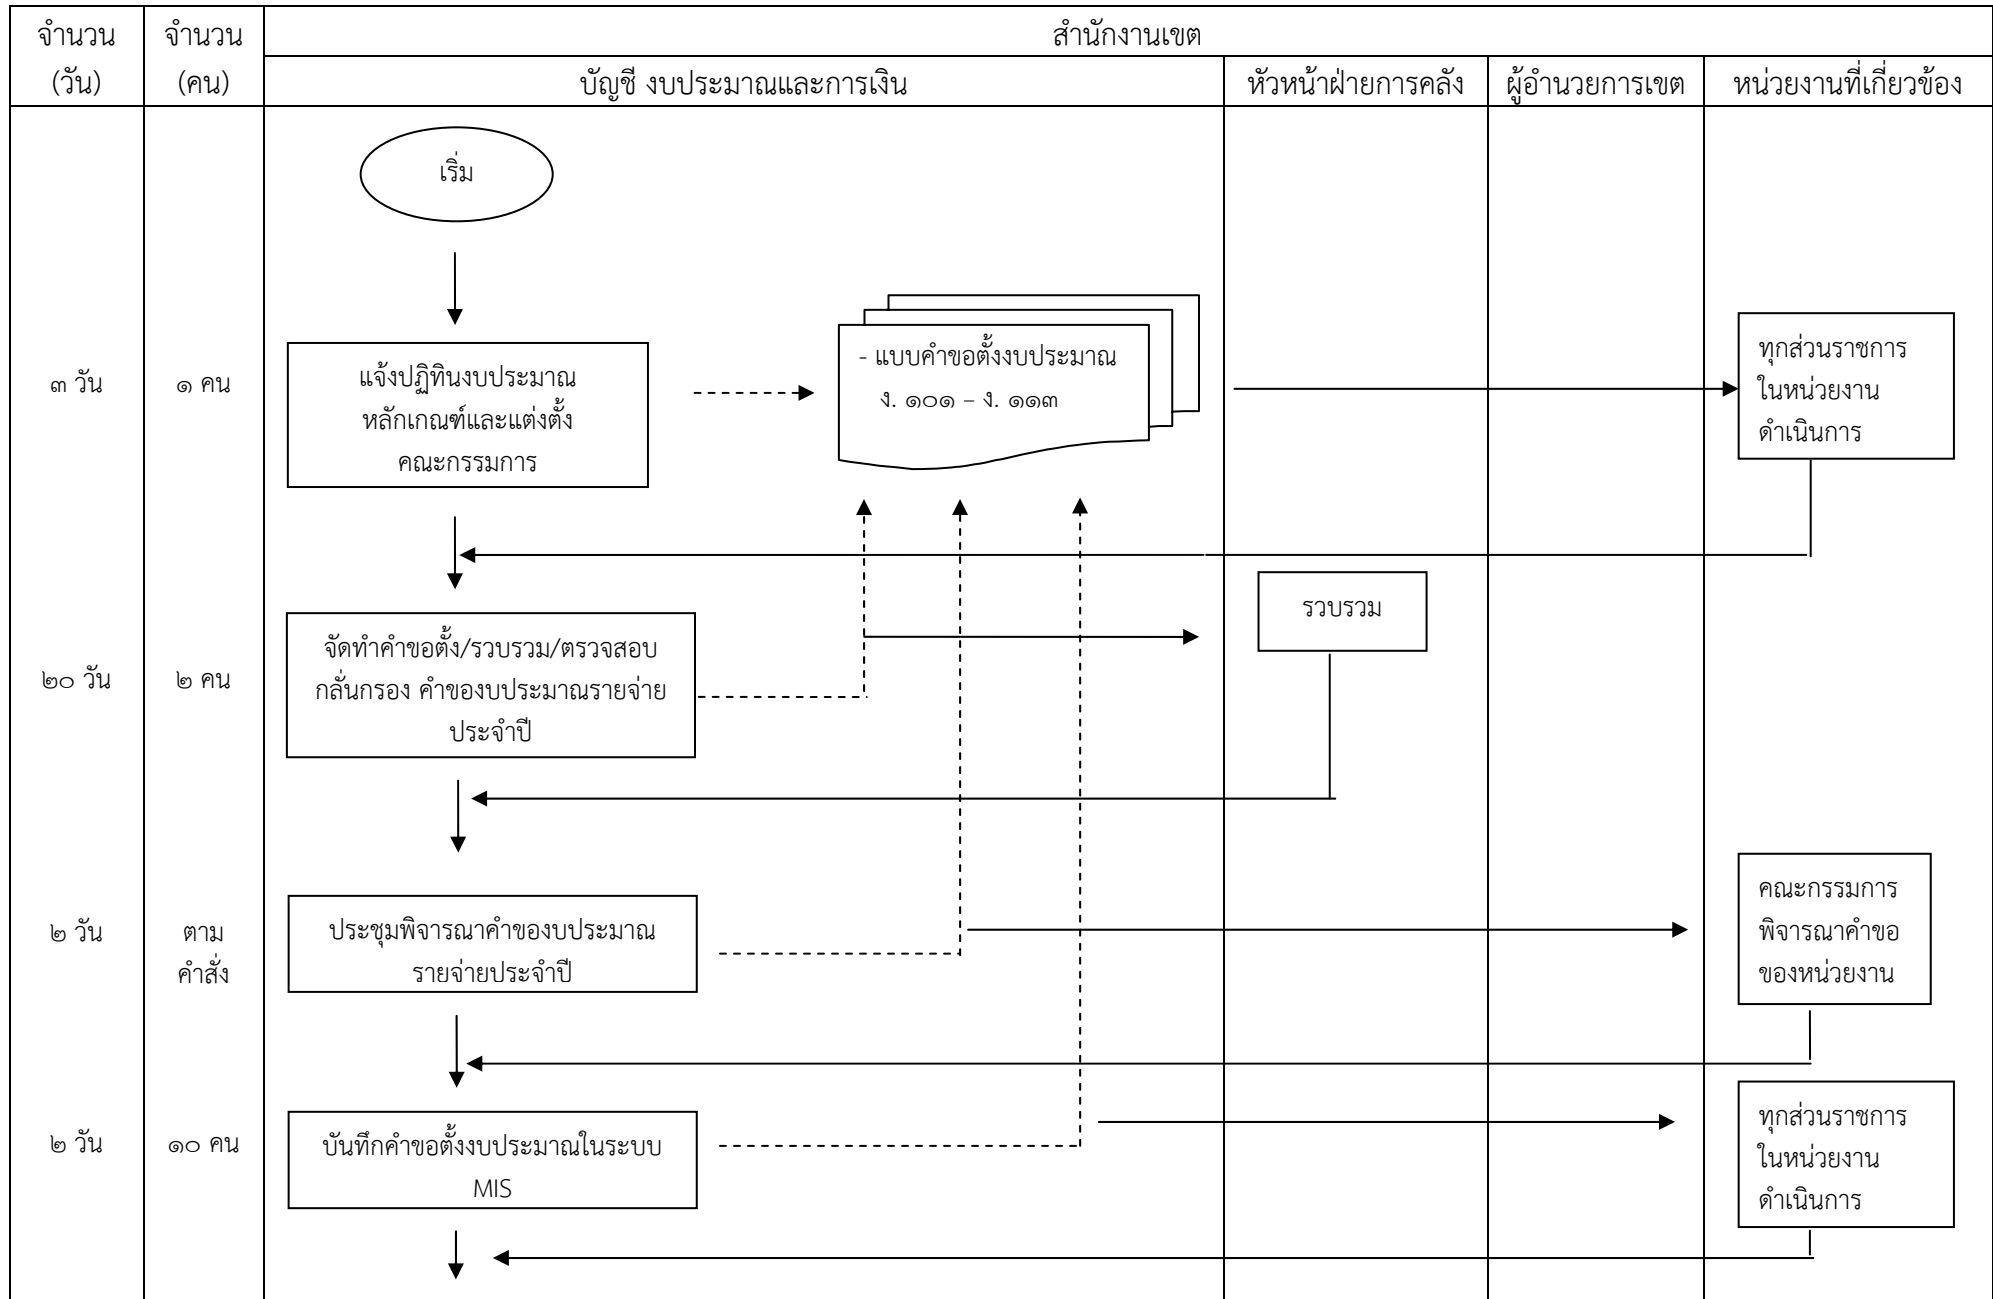 จำนวน
(วัน)
จำนวน
(คน)
สำนักงานเขต
บัญชี งบประมาณและการเงิน
หัวหน้าฝ่ายการคลัง
ผู้อำนวยการเขต
หน่วยงานที่เกี่ยวข้อง
เริ่ม
๓ วัน
๑ คน
แจ้งปฏิทินงบประมาณ
หลักเกณฑ์และแต่งตั้ง
คณะกรรมการ
- แบบคำขอตั้งงบประมาณ
ง. ๑๐๑ – ง. ๑๑๓
ทุกส่วนราชการ
ในหน่วยงาน
ดำเนินการ
๒๐ วัน
๒ คน
จัดทำคำขอตั้ง/รวบรวม/ตรวจสอบ
กลั่นกรอง คำของบประมาณรายจ่าย
ประจำปี
รวบรวม
๒ วัน
ตาม
คำสั่ง
ประชุมพิจารณาคำของบประมาณ
รายจ่ายประจำปี
คณะกรรมการ
พิจารณาคำขอ
ของหน่วยงาน
๒ วัน
๑๐ คน
บันทึกคำขอตั้งงบประมาณในระบบ
MIS
ทุกส่วนราชการ
ในหน่วยงาน
ดำเนินการ